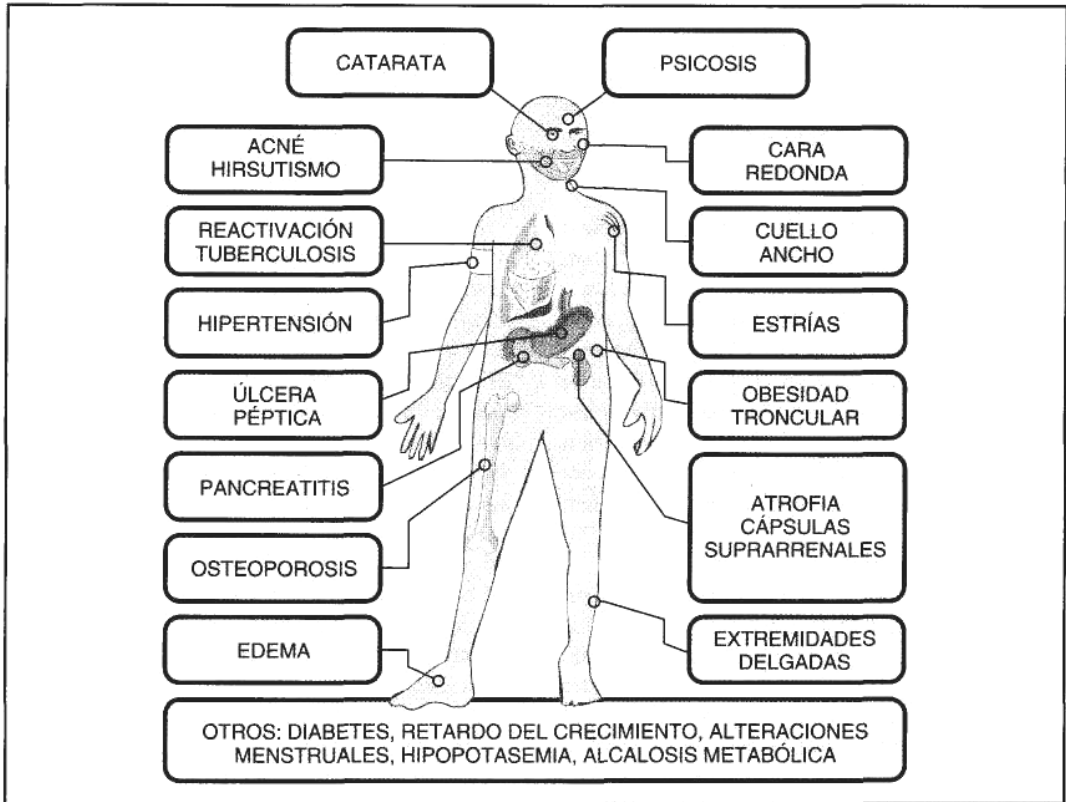 CATARATA
PSICOSIS
ACNÉ
HIRSUTISMO
CARA
REDONDA
REACTIVACIÓN
TUBERCULOSIS
CUELLO
ANCHO
HIPERTENSIÓN
ESTRÍAS
ÚLCERA
PÉPTICA
OBESIDAD
TRONCULAR
PANCREATITIS
ATROFIA
CÁPSULAS
SUPRARRENALES
OSTEOPOROSIS
EDEMA
EXTREMIDADES
DELGADAS
OTROS: DIABETES, RETARDO DEL CRECIMIENTO, ALTERACIONES
MENSTRUALES, HIPOPOTASEMIA, ALCALOSIS METABÓLICA